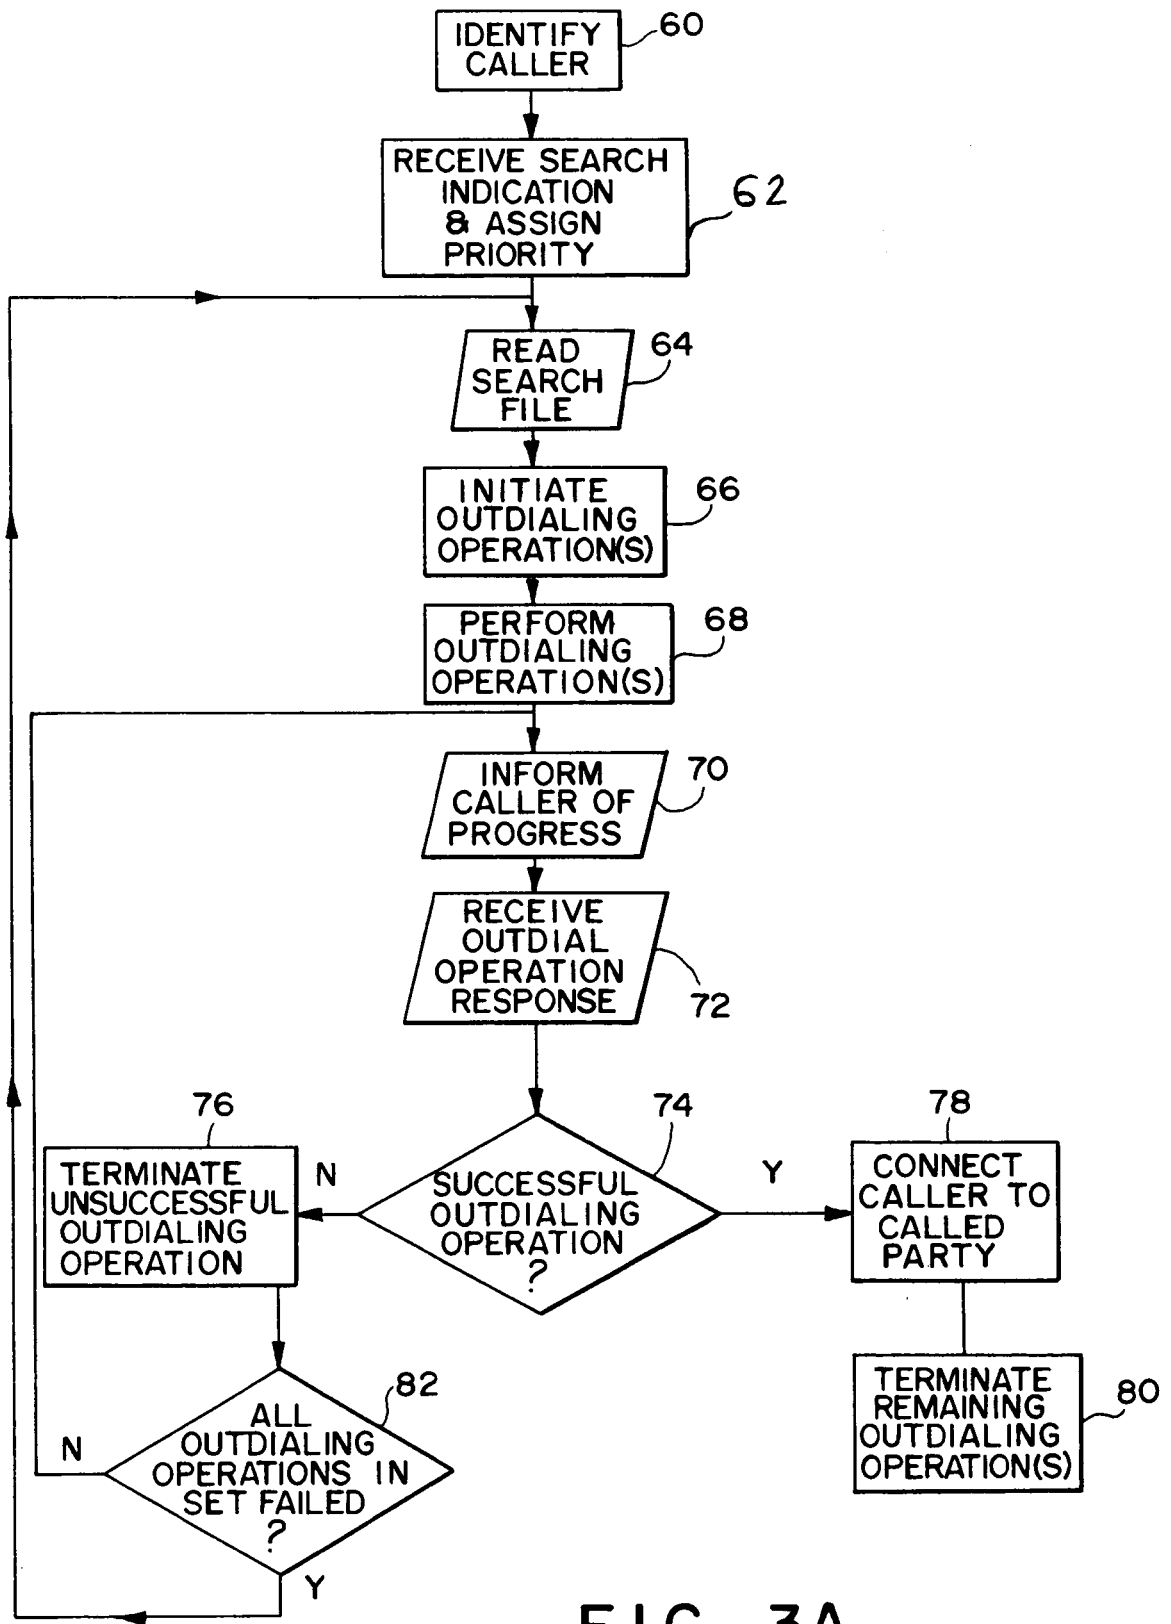 IDENTIFY
CALLER
60
RECEIVE SEARCH
INDICATION
& ASSIGN
PRIORITY
62
READ
SEARCH
FILE
64
INITIATE
OUTDIALING
OPERATION(S)
66
PERFORM
OUTDIALING
OPERATION(S)
68
INFORM
CALLER OF
PROGRESS
70
RECEIVE
OUTDIAL
OPERATION
RESPONSE
72
SUCCESSFUL
OUTDIALING
OPERATION
?
74
N
Y
76
TERMINATE
UNSUCCESSFUL
OUTDIALING
OPERATION
78
CONNECT
CALLER TO
CALLED
PARTY
TERMINATE
REMAINING
OUTDIALING
OPERATION(S)
80
ALL
OUTDIALING
OPERATIONS IN
SET FAILED
?
82
N
Y
FIG. 3A